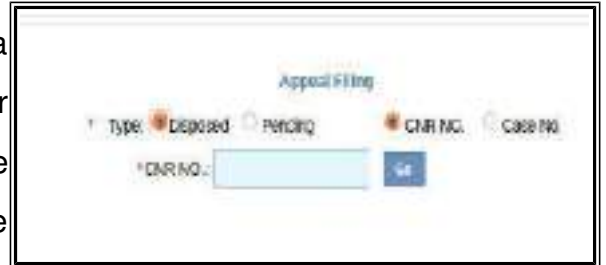 a
Appeal Filing
r
* Type: Disposed Pending CNR NO. Case No
e
*CNR NO.: Go
e